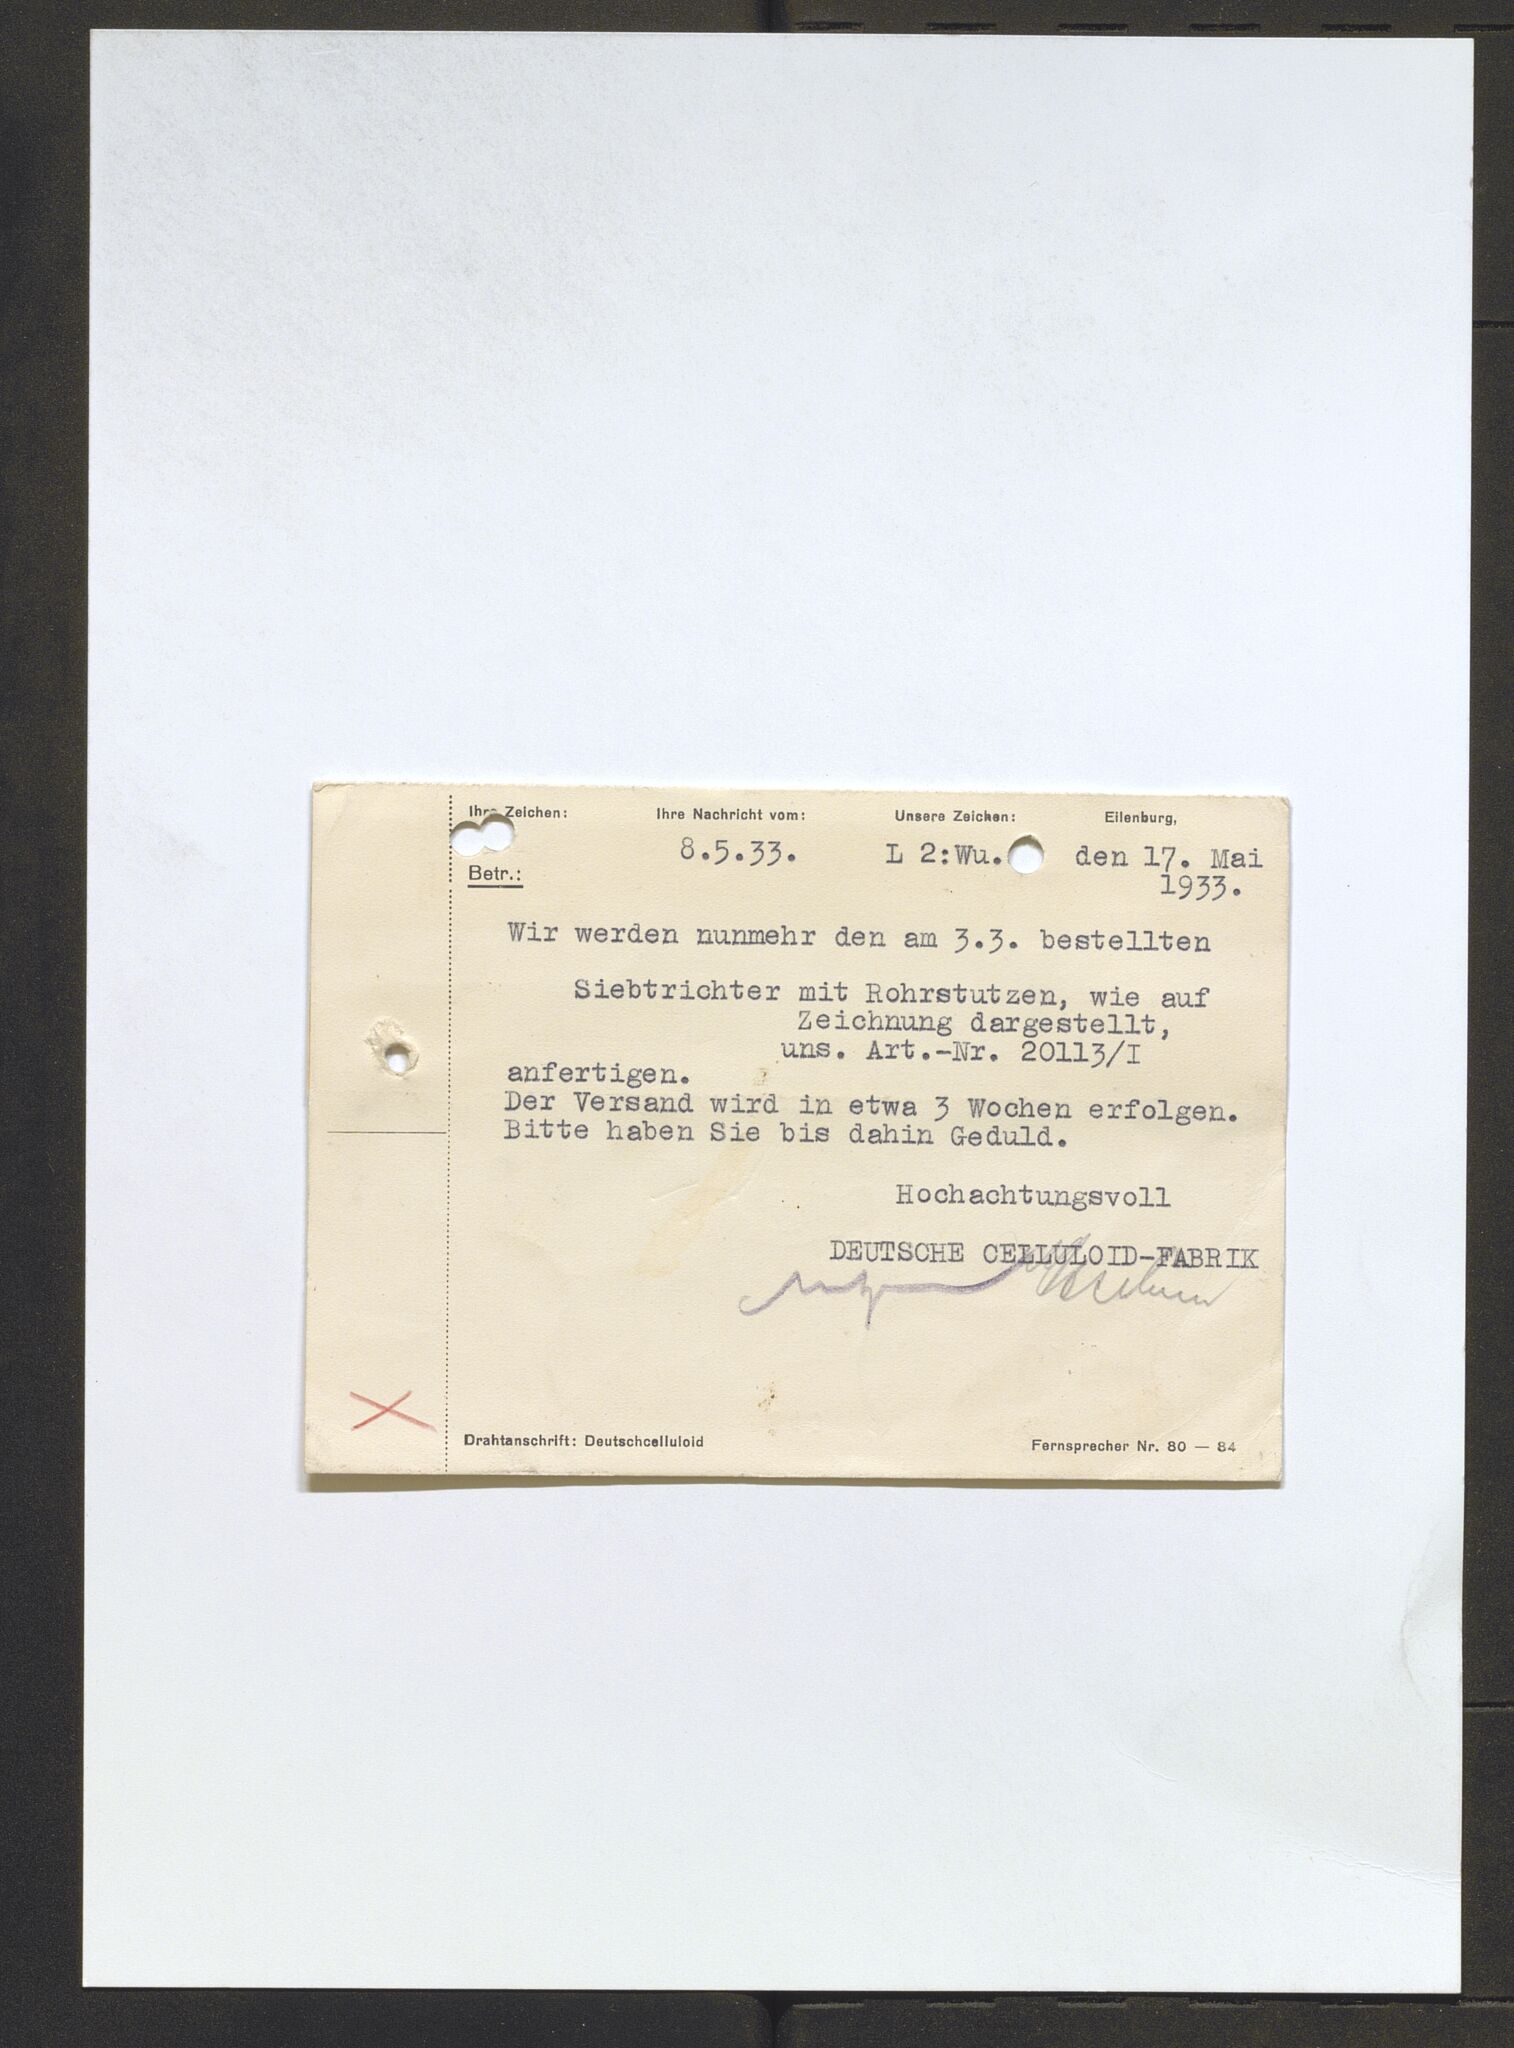 Ihre Zeichen: Ihre Nachricht vom: Unsere Zeichen: Eilenburg,
8.5.33. L 2:Wu. den 17. Mai
1933.
Betr.:
Wir werden nunmehr den am 3.3. bestellten
Siebtrichter mit Rohrstutzen, wie auf
Zeichnung dargestellt,
uns. Art.-Nr. 20113/I
anfertigen.
Der Versand wird in etwa 3 Wochen erfolgen.
Bitte haben Sie bis dahin Geduld.
Hochachtungsvoll
DEUTSCHE CELLULOID-FABRIK
Drahtanschrift: Deutschcelluloid Fernsprecher Nr. 80 — 84